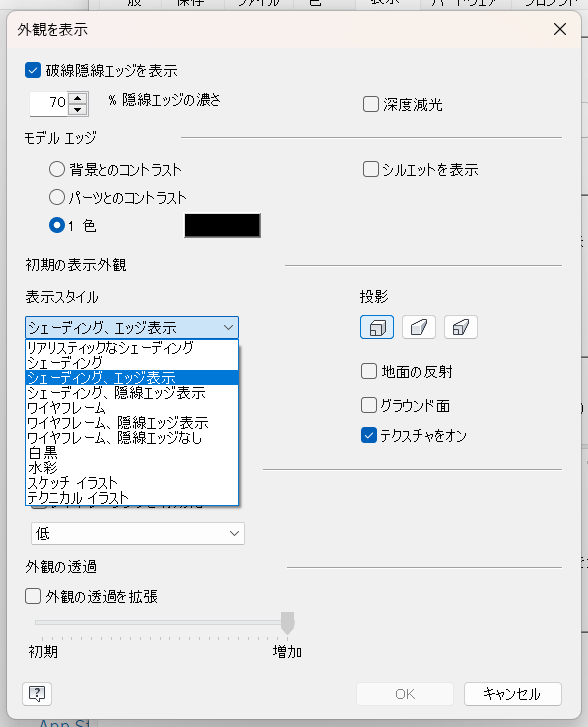 外観を表示
破線隠線エッジを表示
70 % 隠線エッジの濃さ
深度減光
モデル エッジ
背景とのコントラスト
シルエットを表示
パーツとのコントラスト
1 色
初期の表示外観
表示スタイル
投影
シェーディング、エッジ表示
リアリスティックなシェーディング
シェーディング
シェーディング、エッジ表示
シェーディング、隠線エッジ表示
ワイヤフレーム
ワイヤフレーム、隠線エッジ表示
ワイヤフレーム、隠線エッジなし
白黒
水彩
スケッチ イラスト
テクニカル イラスト
地面の反射
グラウンド面
テクスチャをオン
低
外観の透過
外観の透過を拡張
初期
増加
?
OK
キャンセル